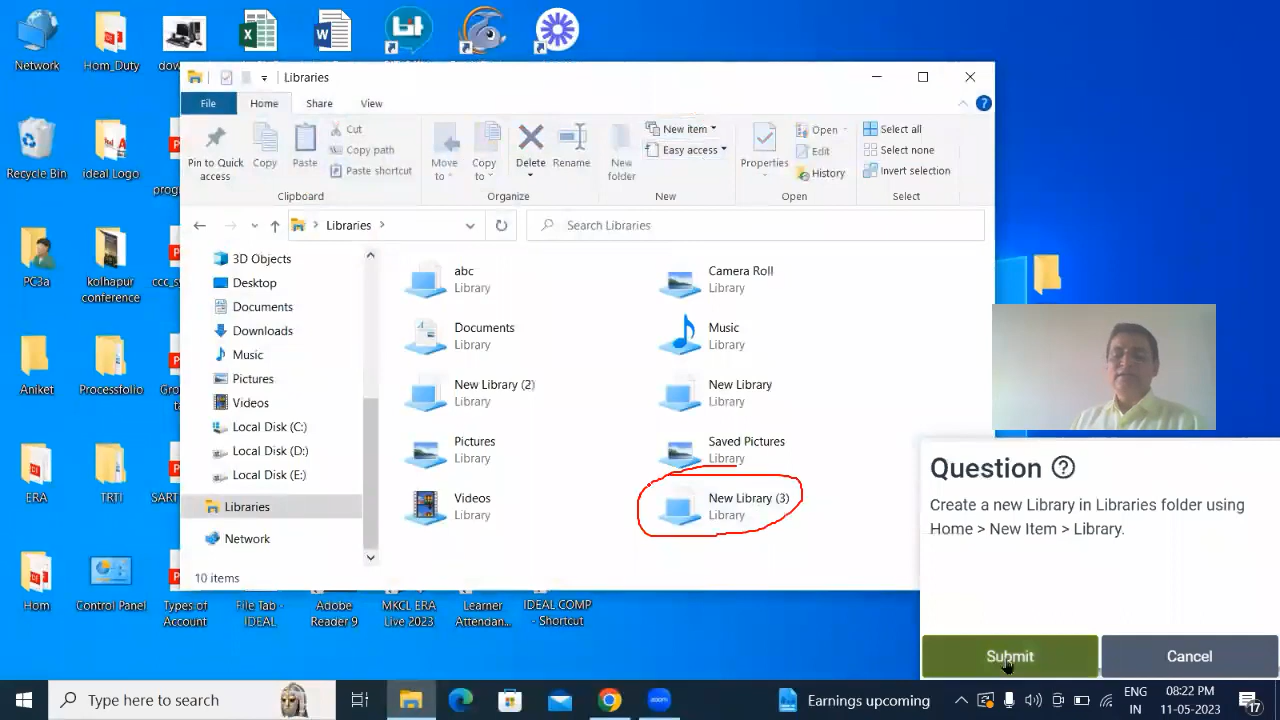 Network
Hom_Duty
dow
Libraries
File
Home
Share
View
Pin to Quick
access
Copy
Paste
Cut
Copy path
Paste shortcut
Clipboard
Move
to
Copy
to
Delete
Rename
Organize
New
folder
New item
Easy access
New
Properties
Open
Edit
History
Open
Select all
Select none
Invert selection
Select
Libraries
Search Libraries
3D Objects
Desktop
Documents
Downloads
Music
Pictures
Videos
Local Disk (C:)
Local Disk (D:)
Local Disk (E:)
Libraries
Network
abc
Library
Camera Roll
Library
Documents
Library
Music
Library
New Library (2)
Library
New Library
Library
Pictures
Library
Saved Pictures
Library
Videos
Library
New Library (3)
Library
10 items
Recycle Bin
ideal Logo
prog
PC3a
kolhapur
conference
ccc_s
Aniket
Processfolio
Gro
ERA
TRTI
SART
Hom
Control Panel
Types of
Account
File Tab -
IDEAL
Adobe
Reader 9
MKCL ERA
Live 2023
Learner
Attendan...
IDEAL COMP
- Shortcut
Question ?
Create a new Library in Libraries folder using
Home > New Item > Library.
Submit
Cancel
Type here to search
zoom
Earnings upcoming
ENG
IN
08:22 PM
11-05-2023
17